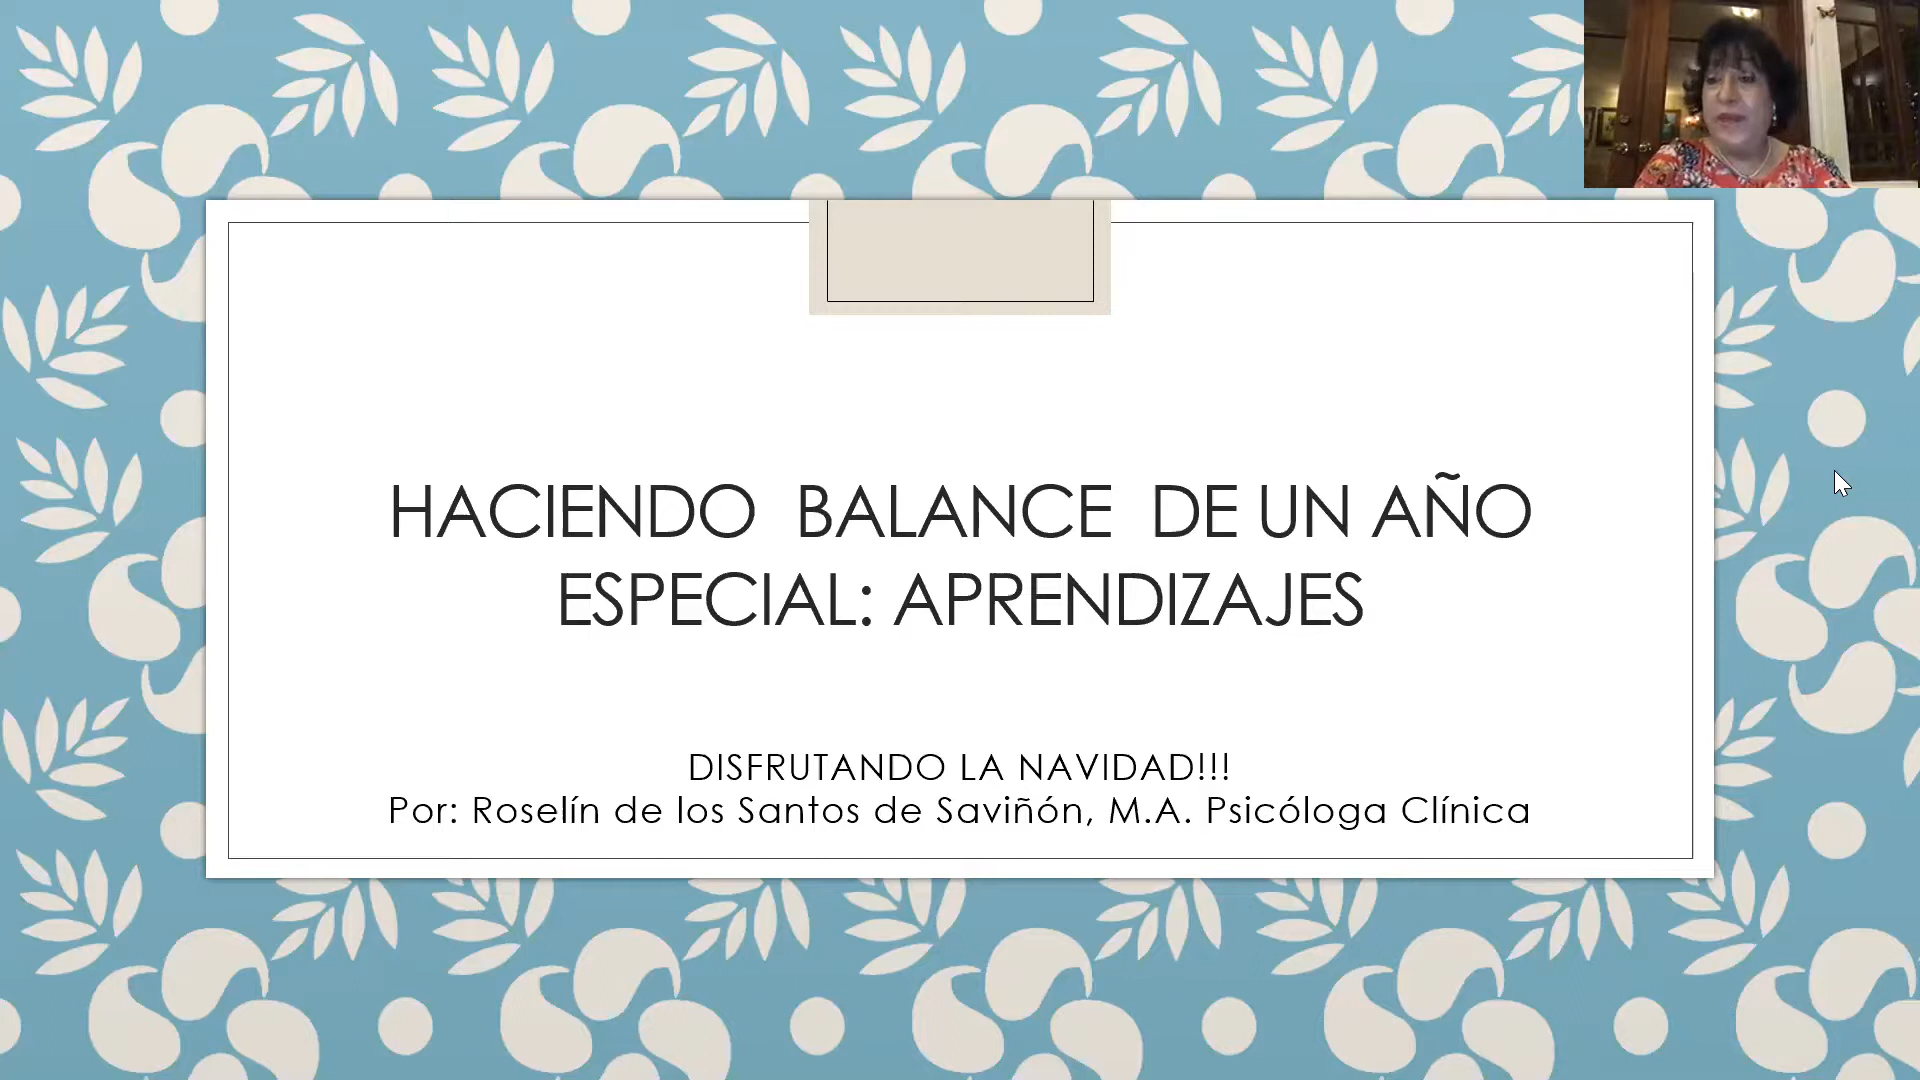 HACIENDO BALANCE DE UN AÑO
ESPECIAL: APRENDIZAJES
DISFRUTANDO LA NAVIDAD!!!
Por: Roselín de los Santos de Saviñón, M.A. Psicóloga Clínica